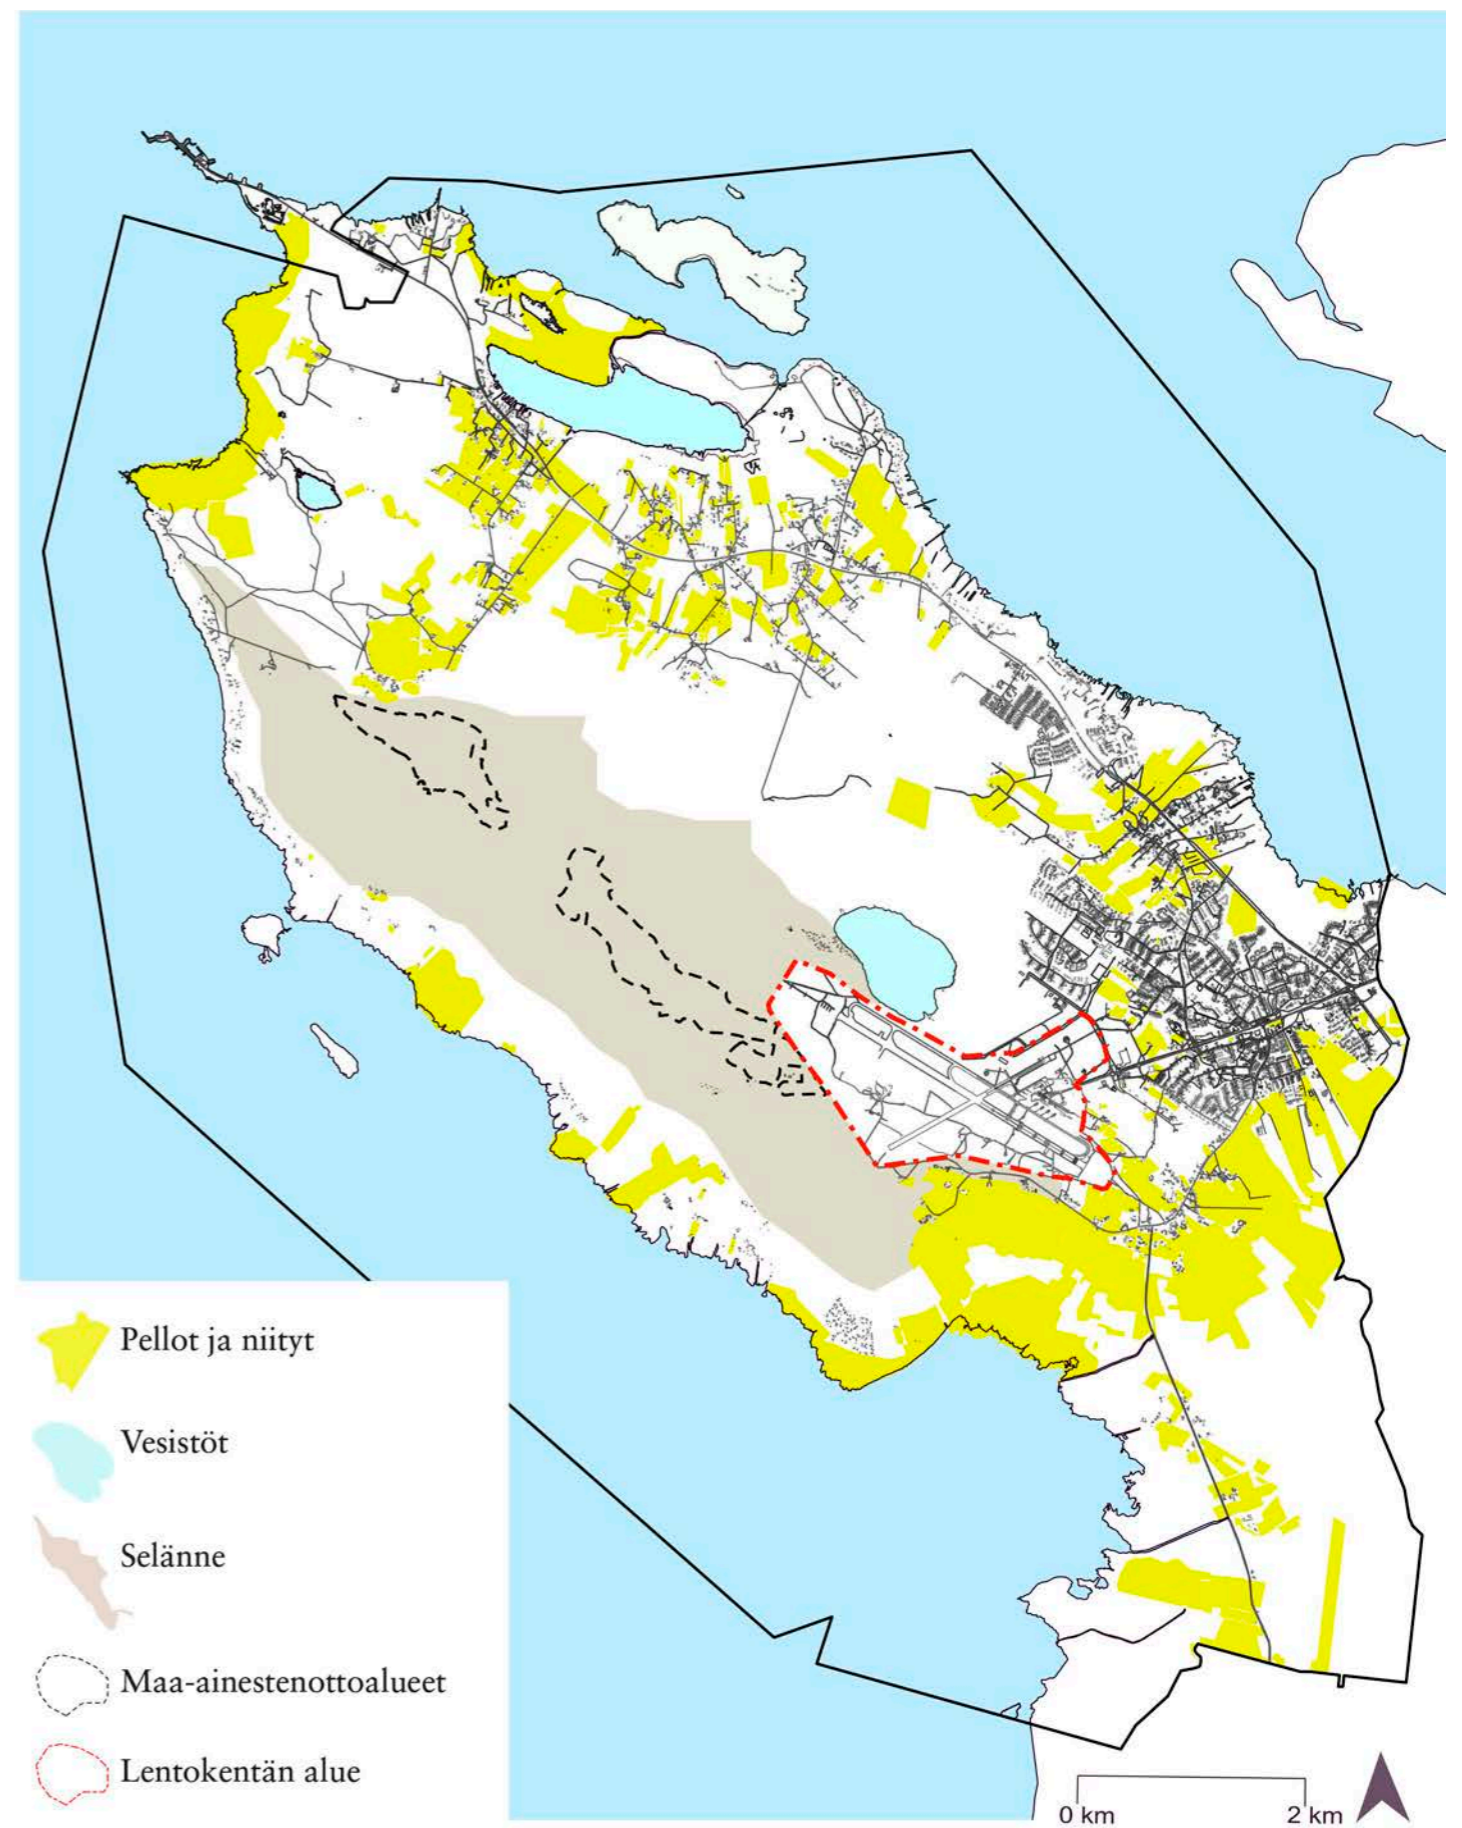 Pellot ja niityt
Vesistöt
Selänne
Maa-ainestenottoalueet
Lentokentän alue
0 km 2 km